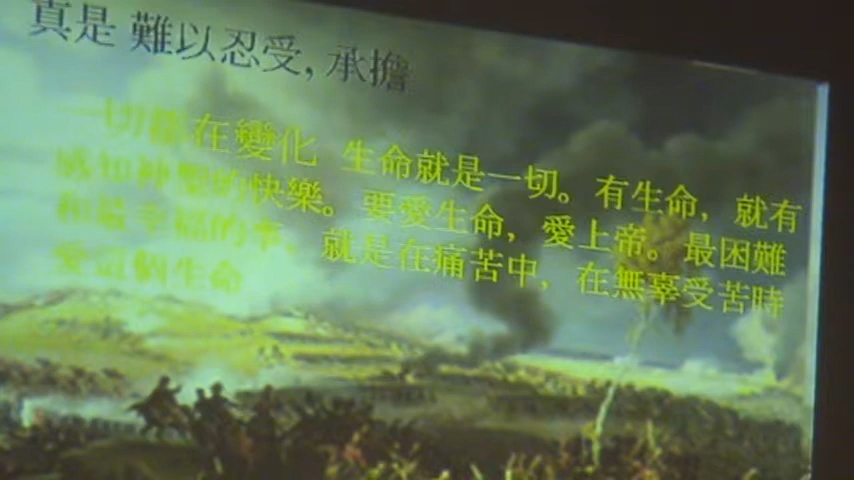 真是 難以忍受，承擔
一切都在變化 生命就是一切。有生命，就有
感知神聖的快樂。要愛生命，愛上帝。最困難
和最幸福的事，就是在痛苦中，在無辜受苦時
愛這個生命